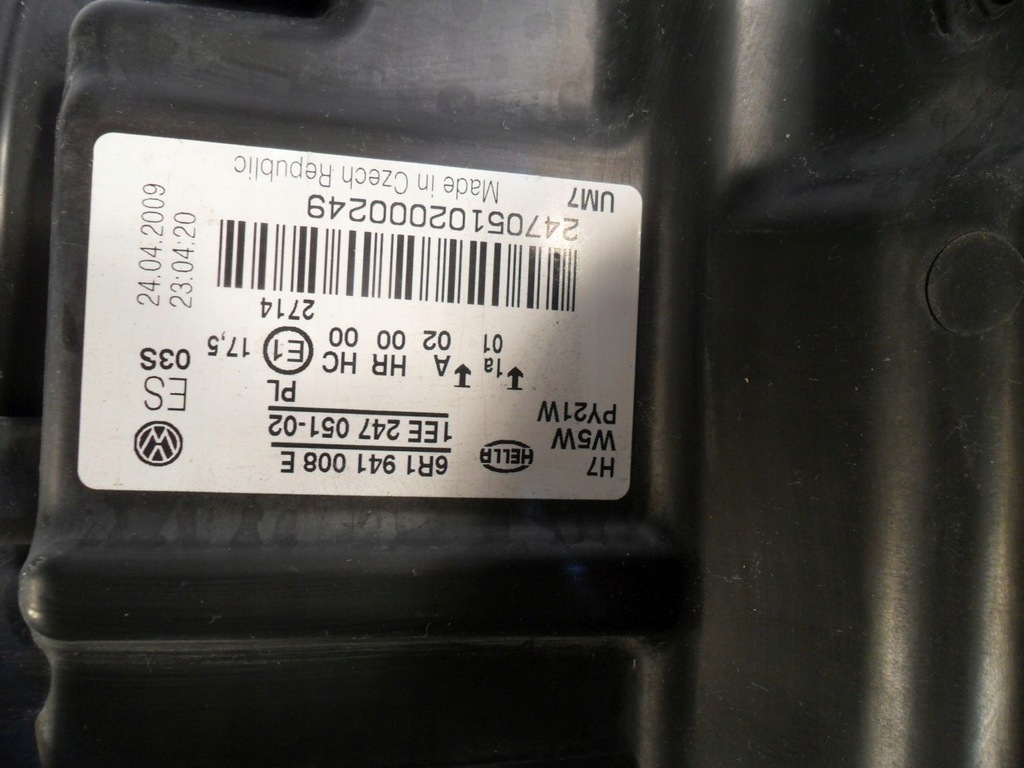 H7
W5W
PY21W
HELLA
6R1 941 008 E
1EE 247 051-02
PL
1a
01
A
02
HR HC
00 00
E1
17,5
2714
24705102000249
UM7
Made in Czech Republic
ES
03S
24.04.2009
23:04:20